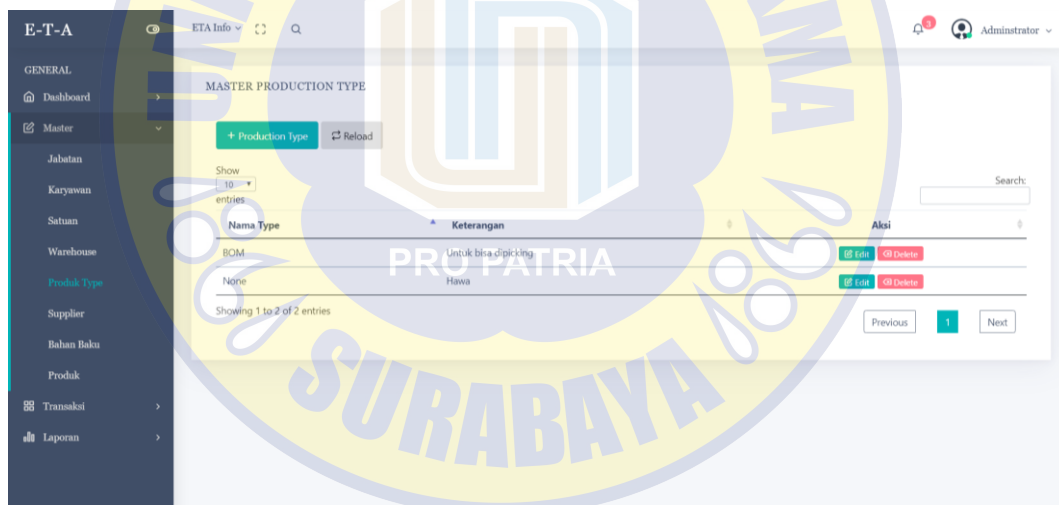 E-T-A
ETA Info
3
Adminstrator
GENERAL
Dashboard
Master
Jabatan
Karyawan
Satuan
Warehouse
Produk Type
Supplier
Bahan Baku
Produk
Transaksi
Laporan
MASTER PRODUCTION TYPE
+ Production Type
Reload
Show
10
entries
Search:
Nama Type
Keterangan
Aksi
BOM
Untuk bisa dipicking
Edit
Delete
None
Hawa
Edit
Delete
Showing 1 to 2 of 2 entries
Previous
1
Next
PRO PATRIA
SURABAYA